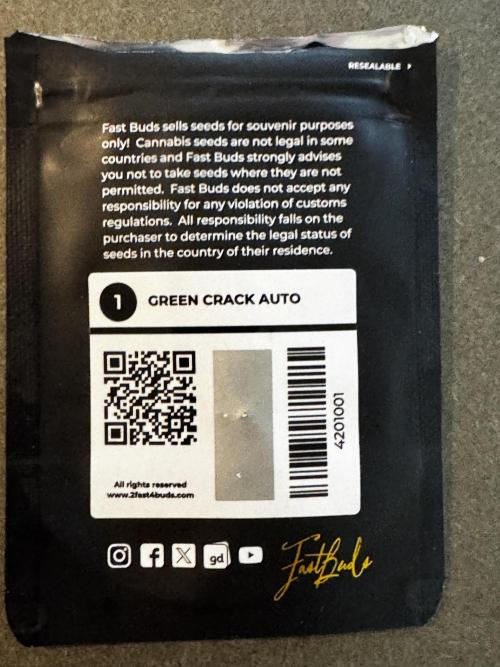 RESEALABLE
Fast Buds sells seeds for souvenir purposes
only! Cannabis seeds are not legal in some
countries and Fast Buds strongly advises
you not to take seeds where they are not
permitted. Fast Buds does not accept any
responsibility for any violation of customs
regulations. All responsibility falls on the
purchaser to determine the legal status of
seeds in the country of their residence.
1 GREEN CRACK AUTO
4201001
All rights reserved
www.2fast4buds.com
gd
FastBuds